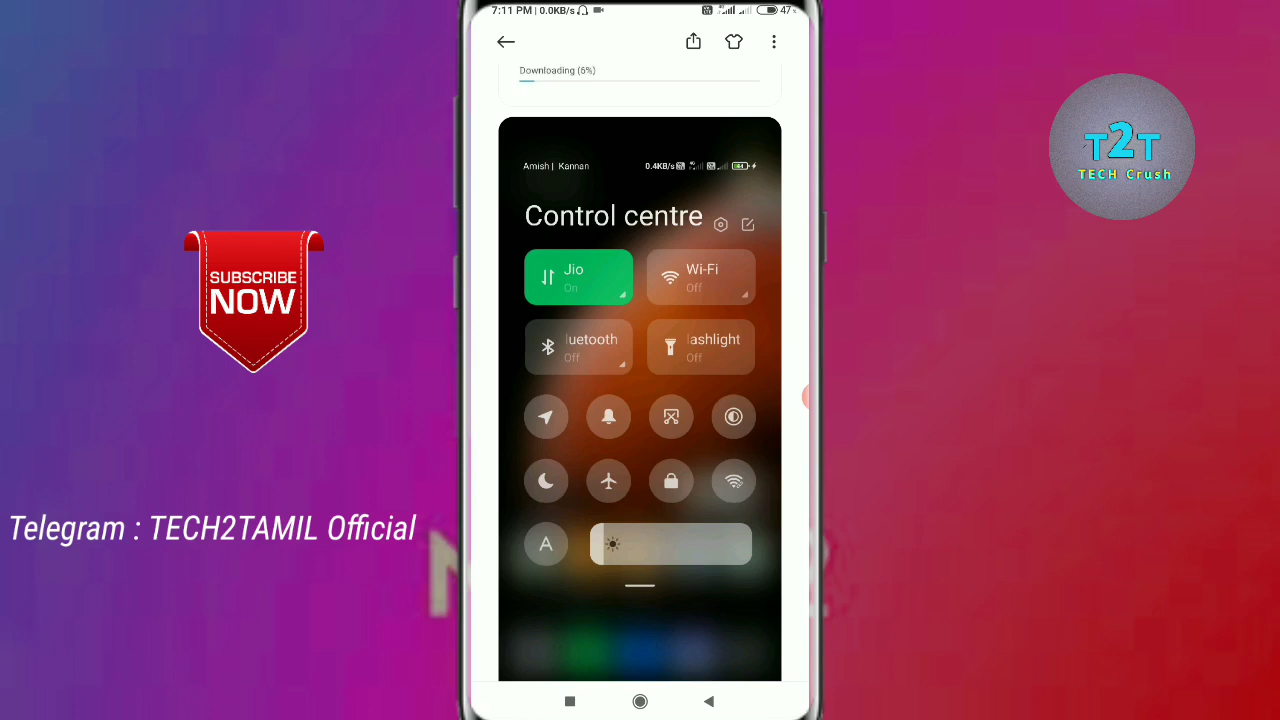 7:11 PM | 0.0KB/s
47
Downloading (6%)
T2T
TECH Crush
Amish | Kannan
0.4KB/s
Control centre
Jio
On
Wi-Fi
Off
luetooth
Off
lashlight
Off
SUBSCRIBE
NOW
A
Telegram : TECH2TAMIL Official